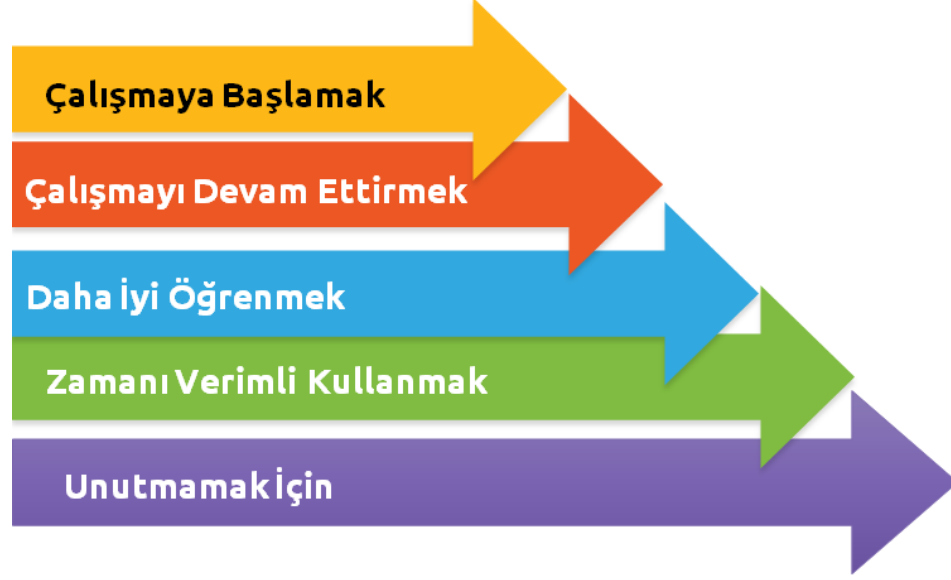 Çalışmaya Başlamak
Çalışmayı Devam Ettirmek
Daha İyi Öğrenmek
Zamanı Verimli Kullanmak
Unutmamak İçin